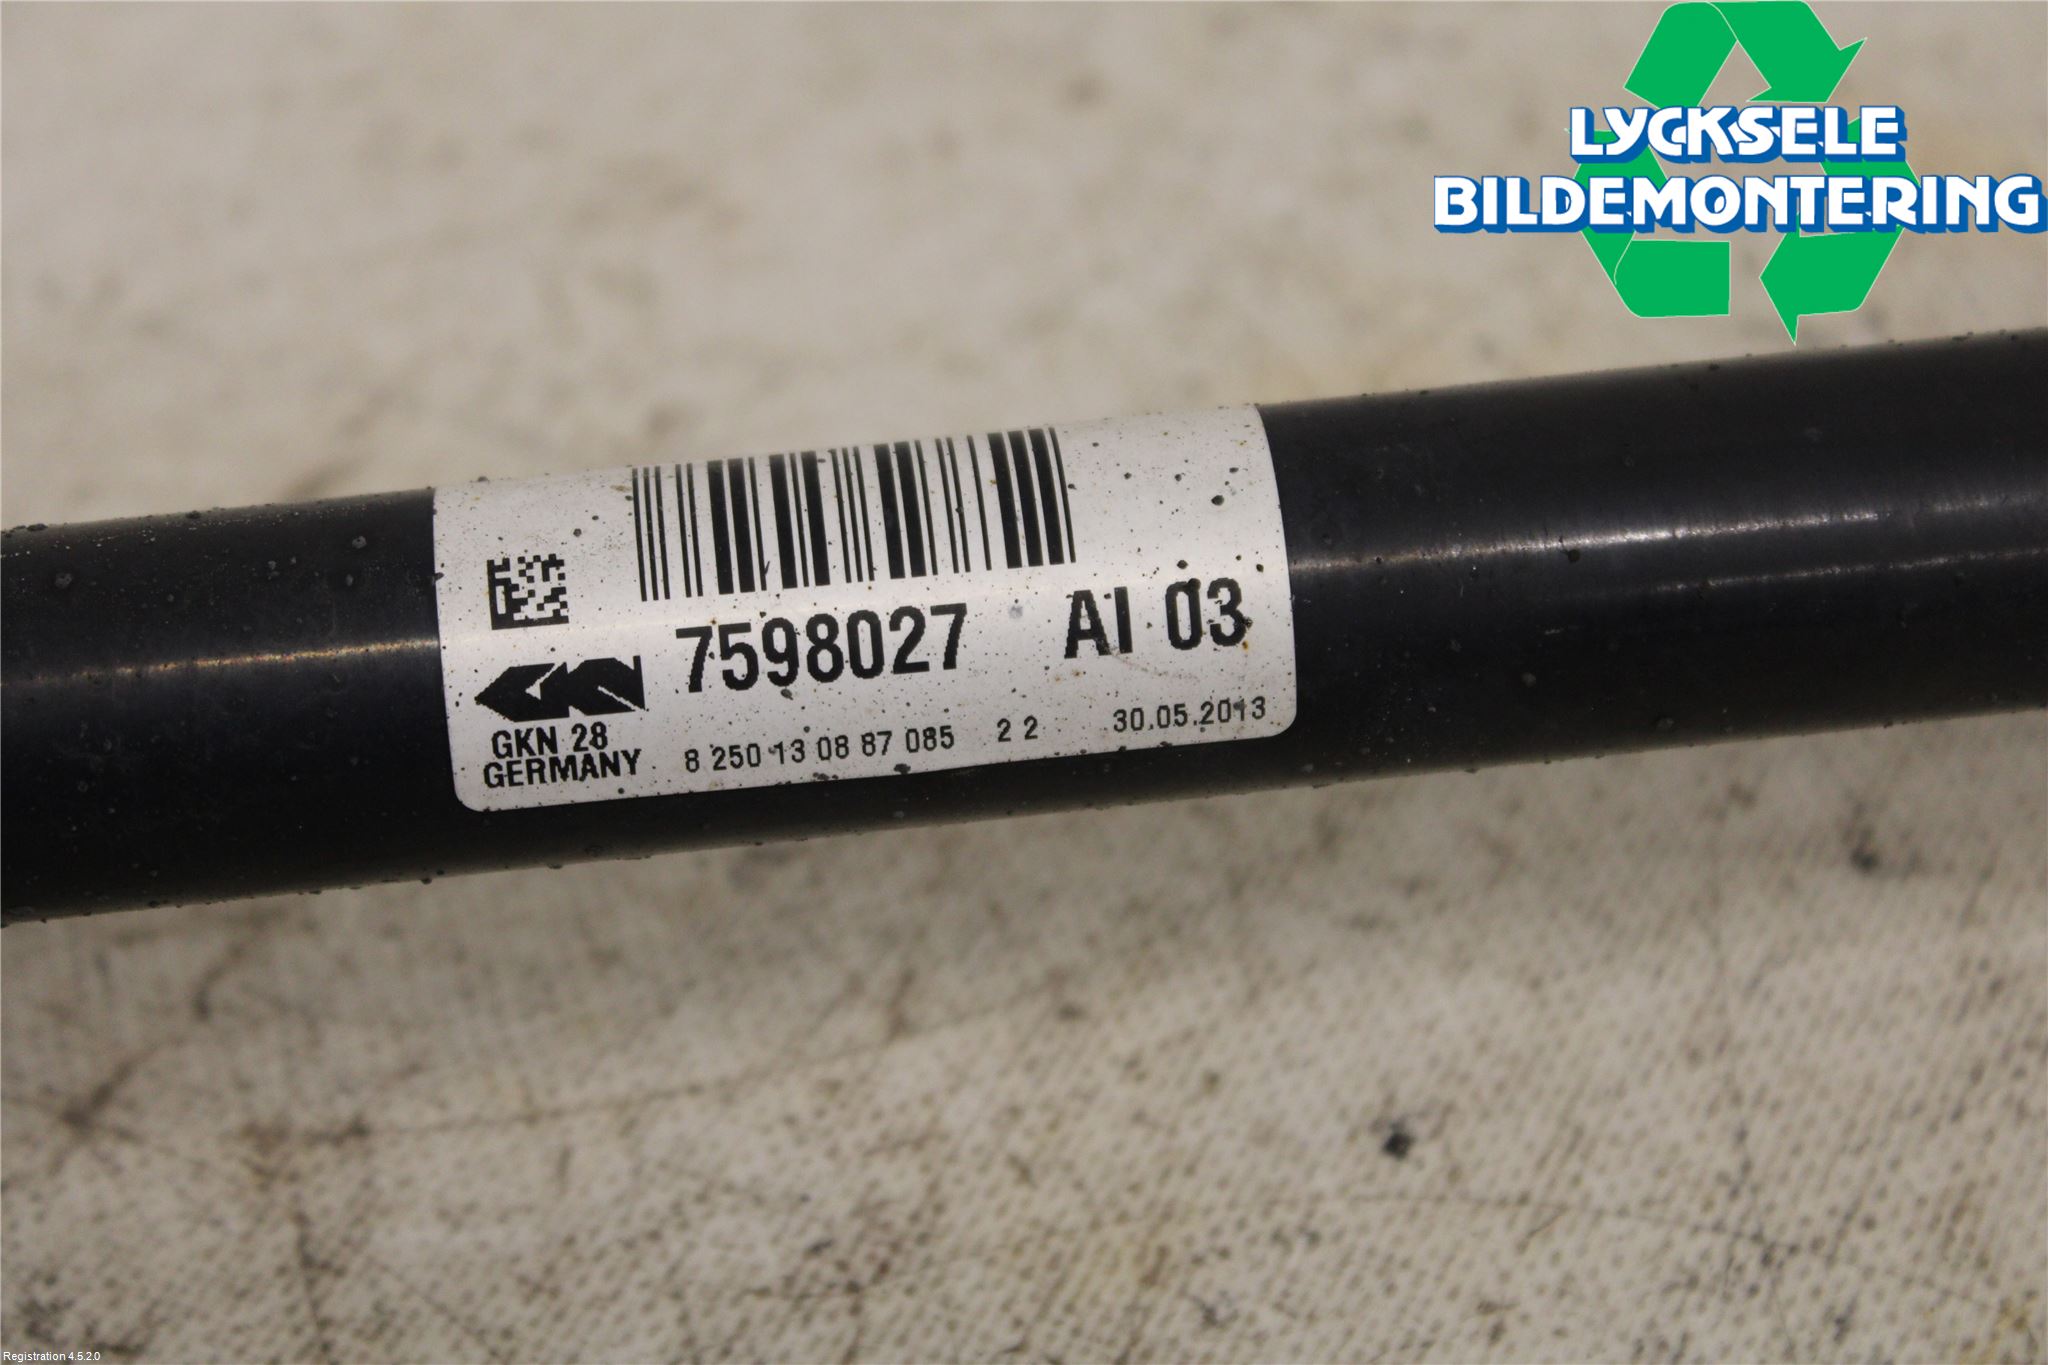 LYCKSELE
BILDEMONTERING
7598027 AI 03
GKN 28
GERMANY
8 250 13 08 87 085 2 2 30.05.2013
Registration 4.5.2.0